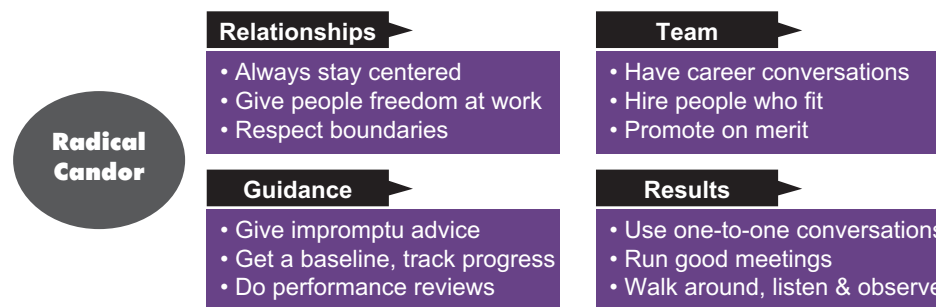 Radical
Candor
Relationships
• Always stay centered
• Give people freedom at work
• Respect boundaries
Team
• Have career conversations
• Hire people who fit
• Promote on merit
Guidance
• Give impromptu advice
• Get a baseline, track progress
• Do performance reviews
Results
• Use one-to-one conversations
• Run good meetings
• Walk around, listen & observe